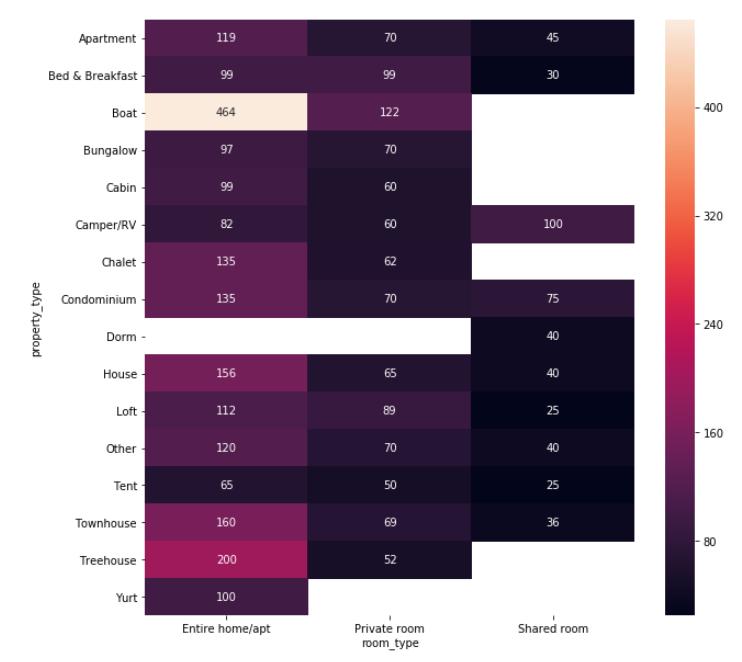 Apartment 119 70 45
Bed & Breakfast 99 99 30
Boat 464 122
400
Bungalow 97 70
Cabin 99 60
320
Camper/RV 82 60 100
Chalet 135 62
property_type
Condominium 135 70 75
240
Dorm 40
House 156 65 40
Loft 112 89 25
160
Other 120 70 40
Tent 65 50 25
Townhouse 160 69 36
80
Treehouse 200 52
Yurt 100
Entire home/apt Private room Shared room
room_type